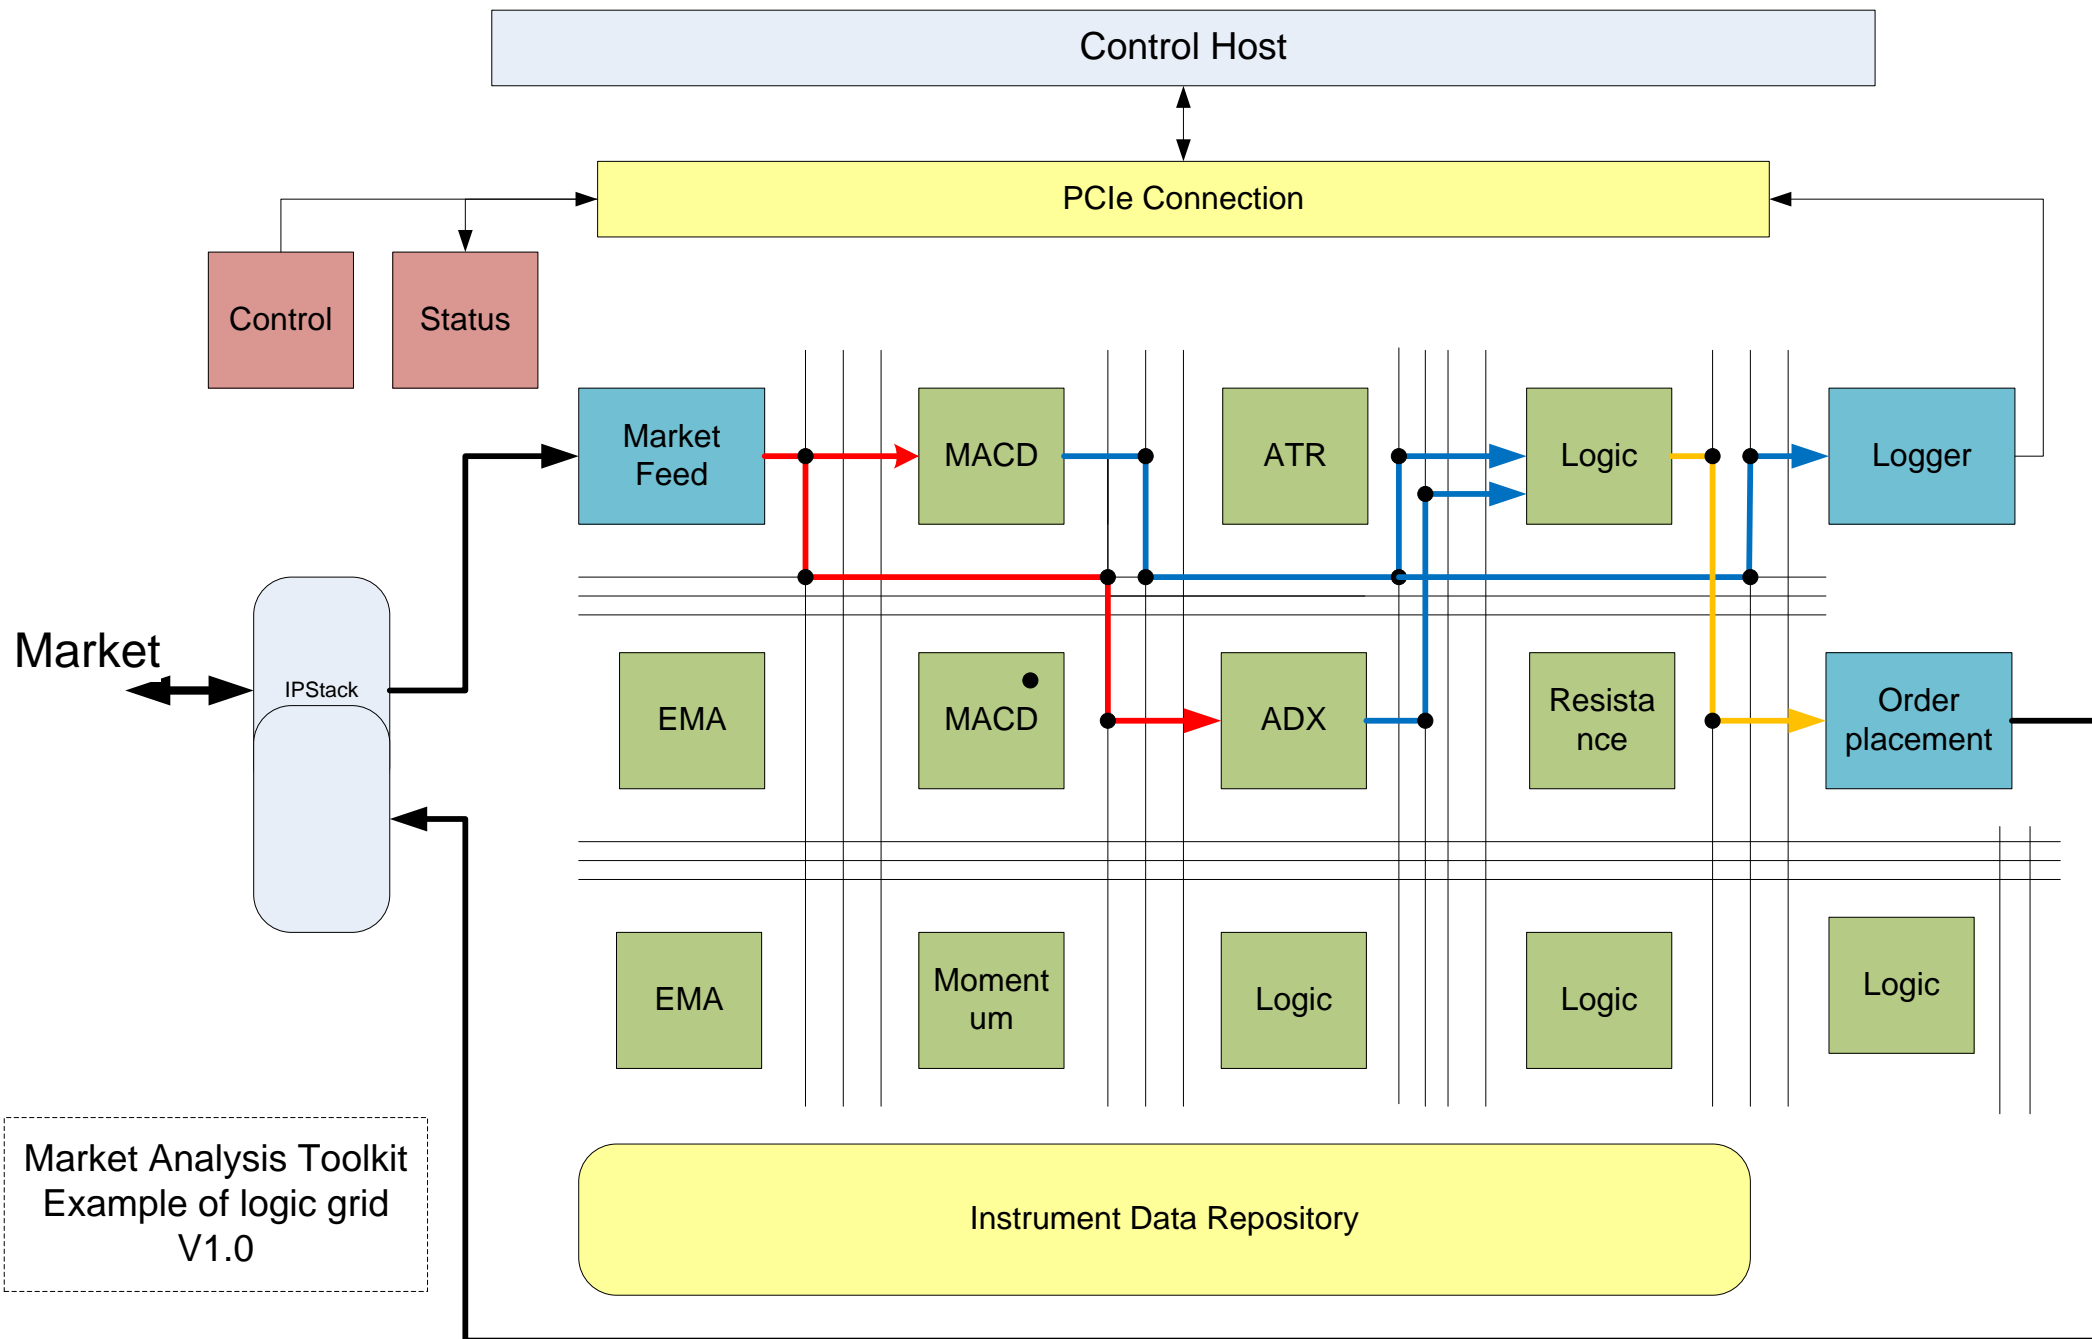 Control Host
PCIe Connection
Control
Status
Market
Feed
MACD
ATR
Logic
Logger
Market
IPStack
EMA
MACD
ADX
Resista
nce
Order
placement
EMA
Moment
um
Logic
Logic
Logic
Market Analysis Toolkit
Example of logic grid
V1.0
Instrument Data Repository